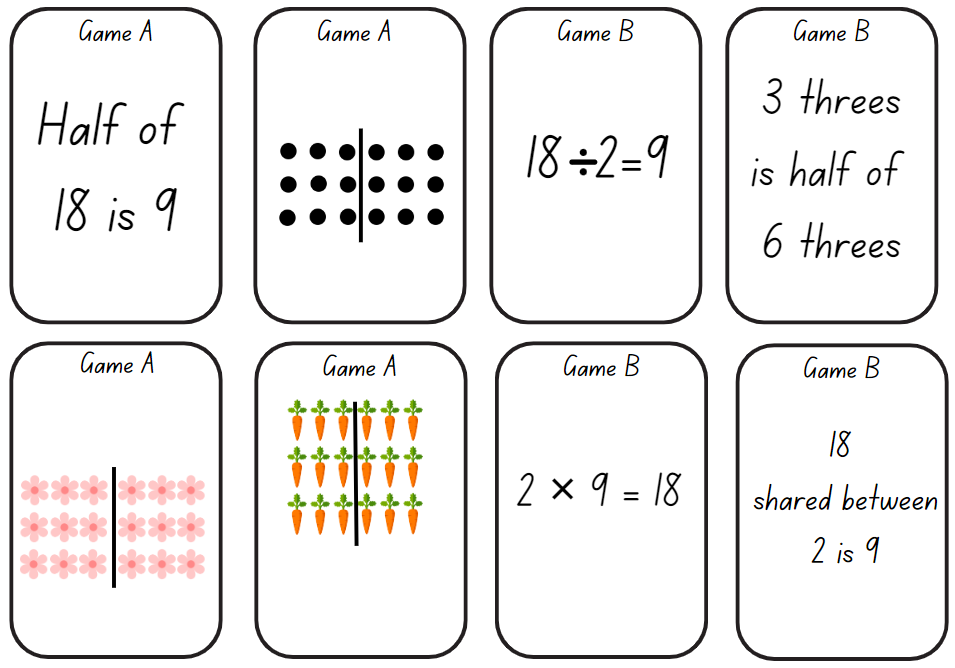 Game A
Half of
18 is 9
Game A
Game B
18÷2=9
Game B
3 threes
is half of
6 threes
Game A
Game A
Game B
2 × 9 = 18
Game B
18
shared between
2 is 9